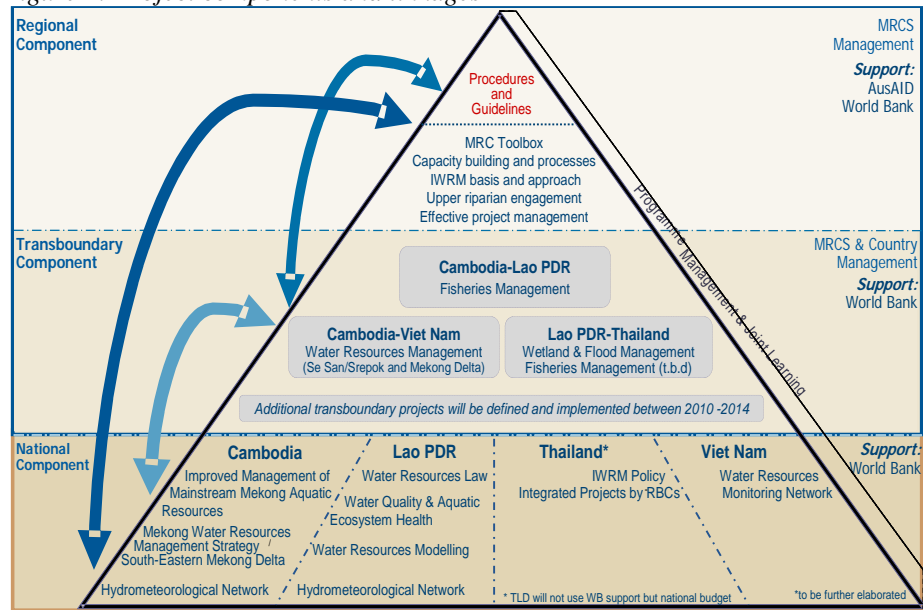 Regional
Component
MRCS
Management
Support:
AusAID
World Bank
Procedures
and
Guidelines
MRC Toolbox
Capacity building and processes
IWRM basis and approach
Upper riparian engagement
Effective project management
Programme Management & Joint Learning
Transboundary
Component
MRCS & Country
Management
Support:
World Bank
Cambodia-Lao PDR
Fisheries Management
Cambodia-Viet Nam
Water Resources Management
(Se San/Srepok and Mekong Delta)
Lao PDR-Thailand
Wetland & Flood Management
Fisheries Management (t.b.d)
Additional transboundary projects will be defined and implemented between 2010 -2014
National
Component
Support:
World Bank
Cambodia
Improved Management of
Mainstream Mekong Aquatic
Resources
Mekong Water Resources
Management Strategy /
South-Eastern Mekong Delta
Hydrometeorological Network
Lao PDR
Water Resources Law
Water Quality & Aquatic
Ecosystem Health
Water Resources Modelling
Hydrometeorological Network
Thailand*
IWRM Policy
Integrated Projects by RBCs
* TLD will not use WB support but national budget
Viet Nam
Water Resources
Monitoring Network
*to be further elaborated